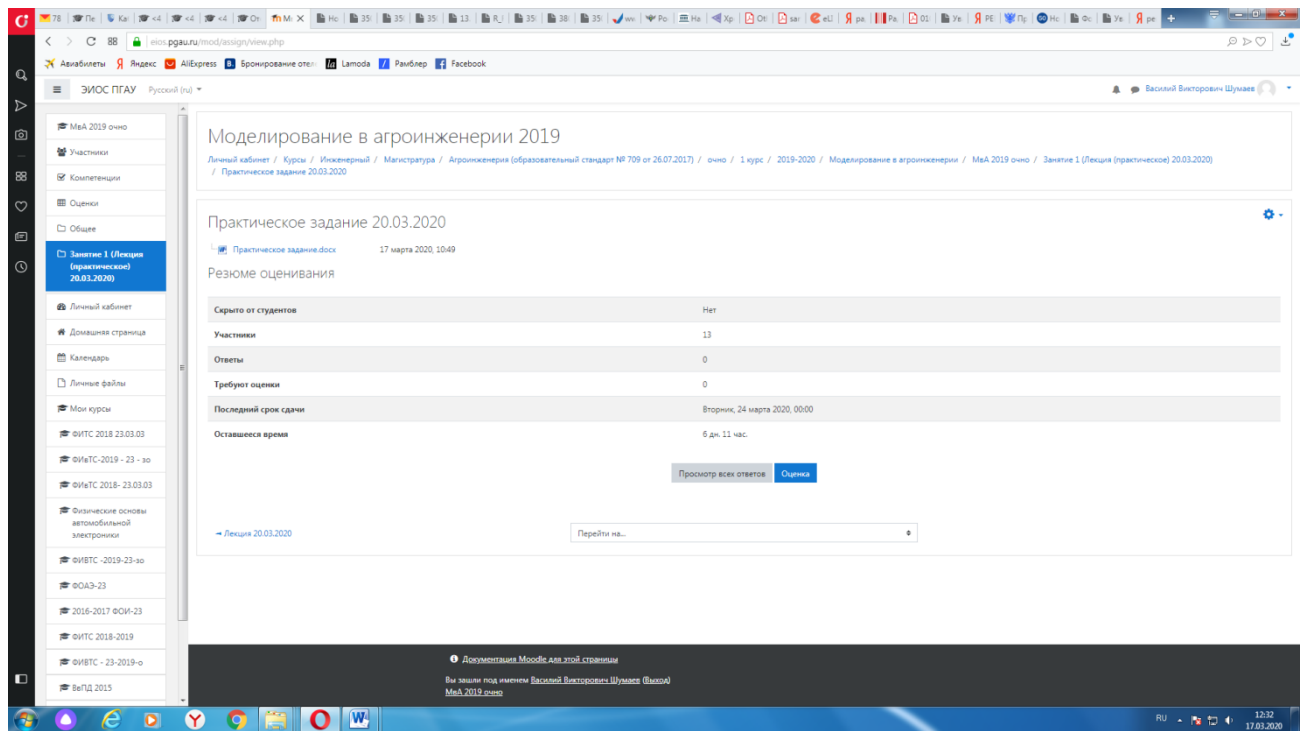 eios.pgau.ru/mod/assign/view.php
Авиабилеты Яндекс AliExpress Бронирование отел Lamoda Рамблер Facebook
ЭИОС ПГАУ Русский (ru)
Василий Викторович Шумаев
МвА 2019 очно
Участники
Компетенции
Оценки
Общее
Занятие 1 (Лекция
(практическое)
20.03.2020)
Личный кабинет
Домашняя страница
Календарь
Личные файлы
Мои курсы
ФИТС 2018 23.03.03
ФИвТС-2019 - 23 - зо
ФИвТС 2018- 23.03.03
Физические основы
автомобильной
электроники
ФИВТС -2019-23-зо
ФОАЭ-23
2016-2017 ФОИ-23
ФИТС 2018-2019
ФИВТС - 23-2019-о
ВвПД 2015
Моделирование в агроинженерии 2019
Личный кабинет / Курсы / Инженерный / Магистратура / Агроинженерия (образовательный стандарт № 709 от 26.07.2017) / очно / 1 курс / 2019-2020 / Моделирование в агроинженерии / МвА 2019 очно / Занятие 1 (Лекция (практическое) 20.03.2020)
/ Практическое задание 20.03.2020
Практическое задание 20.03.2020
Практическое задание.docx 17 марта 2020, 10:49
Резюме оценивания
Скрыто от студентов Нет
Участники 13
Ответы 0
Требуют оценки 0
Последний срок сдачи Вторник, 24 марта 2020, 00:00
Оставшееся время 6 дн. 11 час.
Просмотр всех ответов Оценка
Лекция 20.03.2020 Перейти на...
Документация Moodle для этой страницы
Вы зашли под именем Василий Викторович Шумаев (Выход)
МвА 2019 очно
RU 12:32
17.03.2020